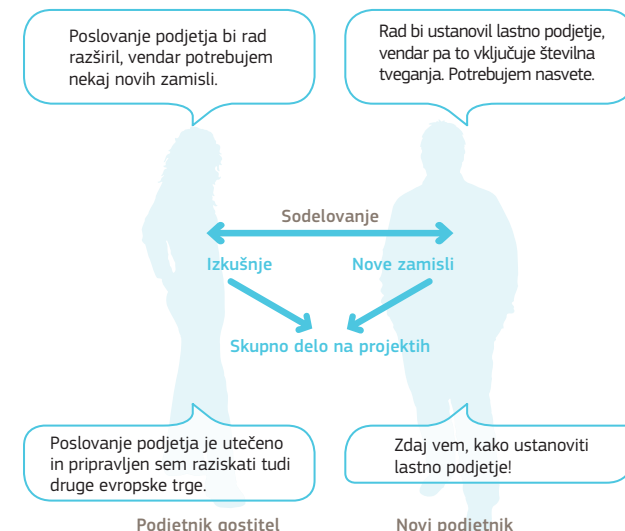 Poslovanje podjetja bi rad
razširil, vendar potrebujem
nekaj novih zamisli.
Rad bi ustanovil lastno podjetje,
vendar pa to vključuje številna
tveganja. Potrebujem nasvete.
Sodelovanje
Izkušnje
Nove zamisli
Skupno delo na projektih
Poslovanje podjetja je utečeno
in pripravljen sem raziskati tudi
druge evropske trge.
Zdaj vem, kako ustanoviti
lastno podjetje!
Podjetnik gostitel
Novi podjetnik